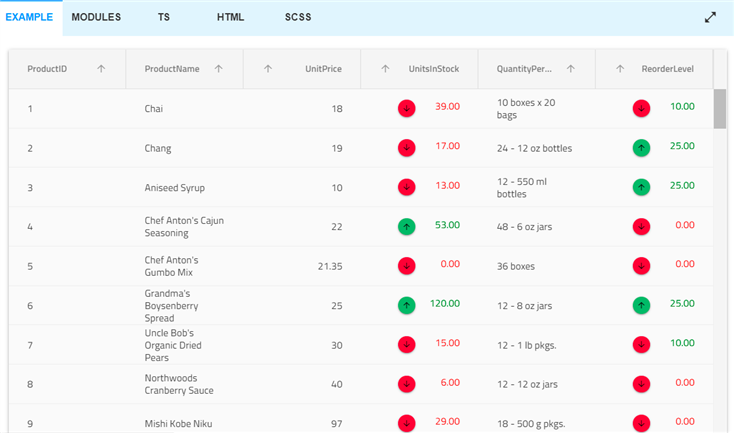 EXAMPLE MODULES TS HTML SCSS
ProductID ProductName UnitPrice UnitsInStock QuantityPer... ReorderLevel
1 Chai 18 39.00 10 boxes x 20 10.00
bags
2 Chang 19 17.00 24 - 12 oz bottles 25.00
3 Aniseed Syrup 10 13.00 12 - 550 ml 25.00
bottles
4 Chef Anton's Cajun 22 53.00 48 - 6 oz jars 0.00
Seasoning
5 Chef Anton's 21.35 0.00 36 boxes 0.00
Gumbo Mix
6 Grandma's 25 120.00 12 - 8 oz jars 25.00
Boysenberry
Spread
7 Uncle Bob's 30 15.00 12 - 1 lb pkgs. 10.00
Organic Dried
Pears
8 Northwoods 40 6.00 12 - 12 oz jars 0.00
Cranberry Sauce
9 Mishi Kobe Niku 97 29.00 18 - 500 g pkgs. 0.00